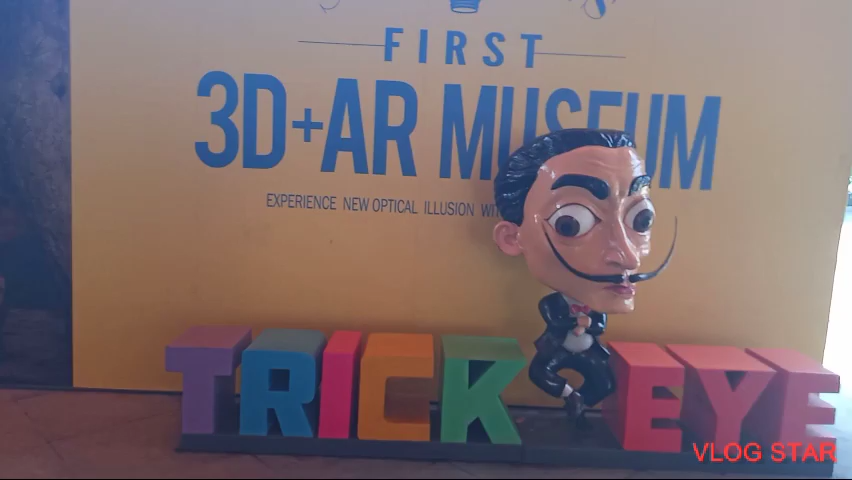 FIRST
3D+AR MUSEUM
EXPERIENCE NEW OPTICAL ILLUSION
TRICK EYE
VLOG STAR